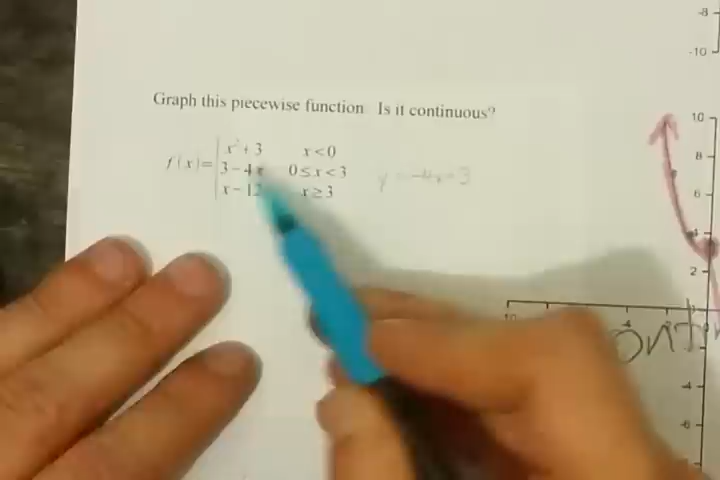 -8
-10
Graph this piecewise function. Is it continuous?
f(x)= x²+3 x<0
3-4x 0≤x<3 y = -4x+3
x-12 x≥3
10
8
6
4
2
-4
-4
-6